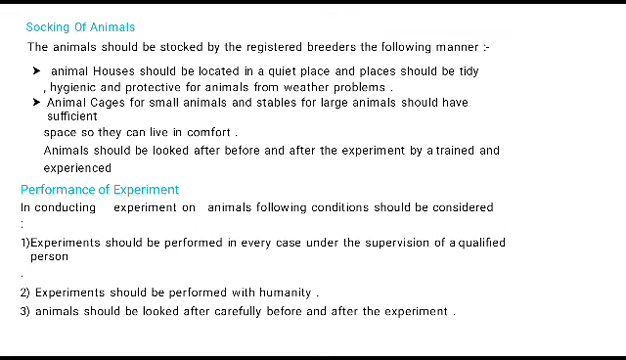 Socking Of Animals
The animals should be stocked by the registered breeders the following manner :-
➤ animal Houses should be located in a quiet place and places should be tidy
, hygienic and protective for animals from weather problems .
➤ Animal Cages for small animals and stables for large animals should have
sufficient
space so they can live in comfort .
Animals should be looked after before and after the experiment by a trained and
experienced
Performance of Experiment
In conducting experiment on animals following conditions should be considered
:
1)Experiments should be performed in every case under the supervision of a qualified
person
.
2) Experiments should be performed with humanity .
3) animals should be looked after carefully before and after the experiment .